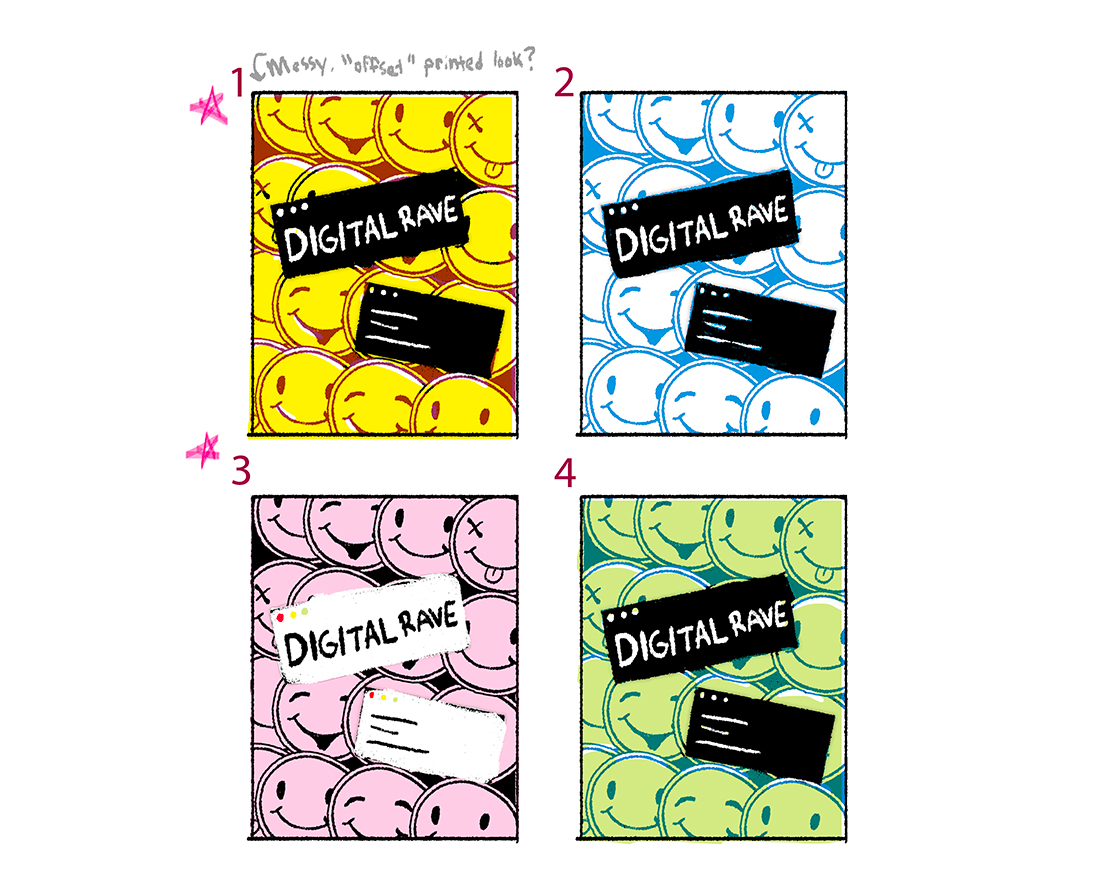 Messy, "offset" printed look?
1
2
DIGITAL RAVE
DIGITAL RAVE
3
4
DIGITAL RAVE
DIGITAL RAVE